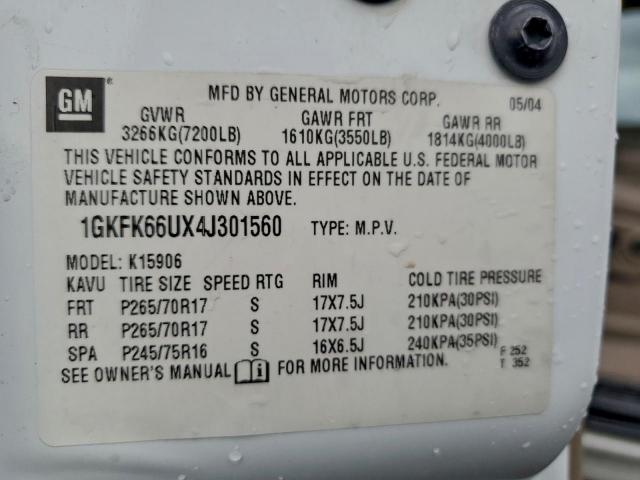 GM ®
MFD BY GENERAL MOTORS CORP. 05/04
GVWR GAWR FRT GAWR RR
3266KG(7200LB) 1610KG(3550LB) 1814KG(4000LB)
THIS VEHICLE CONFORMS TO ALL APPLICABLE U.S. FEDERAL MOTOR
VEHICLE SAFETY STANDARDS IN EFFECT ON THE DATE OF
MANUFACTURE SHOWN ABOVE.
1GKFK66UX4J301560 TYPE: M.P.V.
MODEL: K15906
KAVU TIRE SIZE SPEED RTG RIM COLD TIRE PRESSURE
FRT P265/70R17 S 17X7.5J 210KPA(30PSI)
RR P265/70R17 S 17X7.5J 210KPA(30PSI)
SPA P245/75R16 S 16X6.5J 240KPA(35PSI) F 252
SEE OWNER'S MANUAL i FOR MORE INFORMATION. T 352